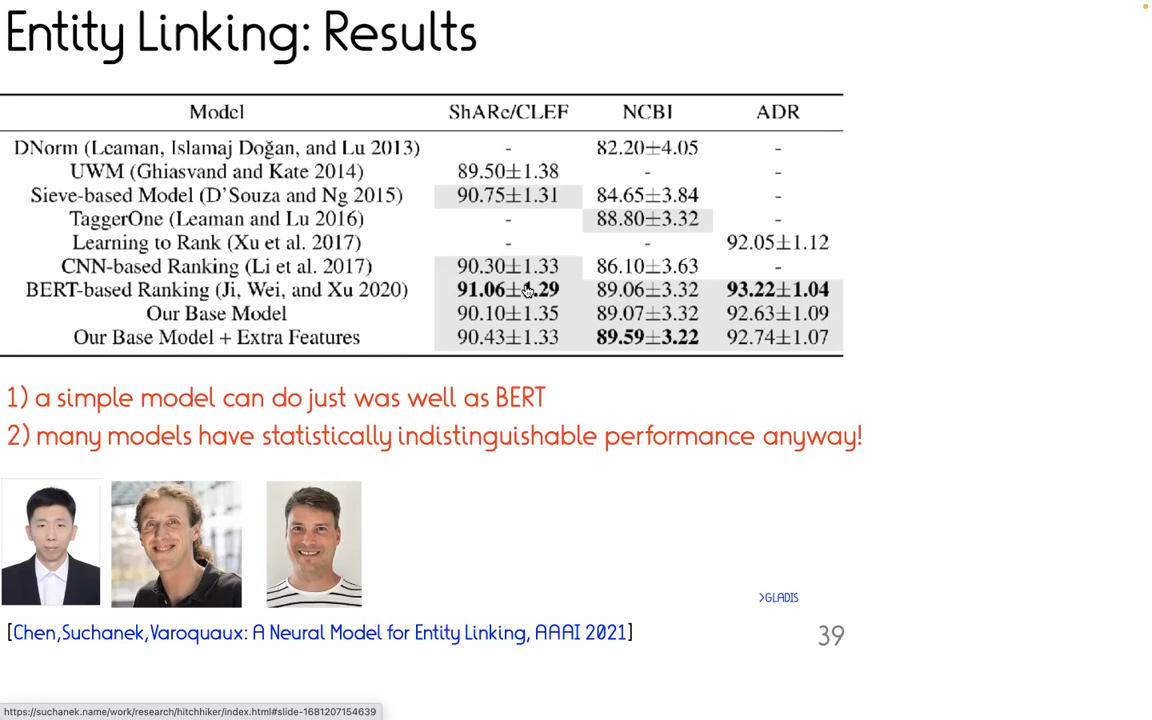 Entity Linking: Results
Model ShARe/CLEF NCBI ADR
DNorm (Leaman, Islamaj Doğan, and Lu 2013) - 82.20±4.05 -
UWM (Ghiasvand and Kate 2014) 89.50±1.38 - -
Sieve-based Model (D'Souza and Ng 2015) 90.75±1.31 84.65±3.84 -
TaggerOne (Leaman and Lu 2016) - 88.80±3.32 -
Learning to Rank (Xu et al. 2017) - - 92.05±1.12
CNN-based Ranking (Li et al. 2017) 90.30±1.33 86.10±3.63 -
BERT-based Ranking (Ji, Wei, and Xu 2020) 91.06±1.29 89.06±3.32 93.22±1.04
Our Base Model 90.10±1.35 89.07±3.32 92.63±1.09
Our Base Model + Extra Features 90.43±1.33 89.59±3.22 92.74±1.07
1) a simple model can do just was well as BERT
2) many models have statistically indistinguishable performance anyway!
>GLADIS
[Chen,Suchanek,Varoquaux: A Neural Model for Entity Linking, AAAI 2021]
39
https://suchanek.name/work/research/hitchhiker/index.html#slide-1681207154639